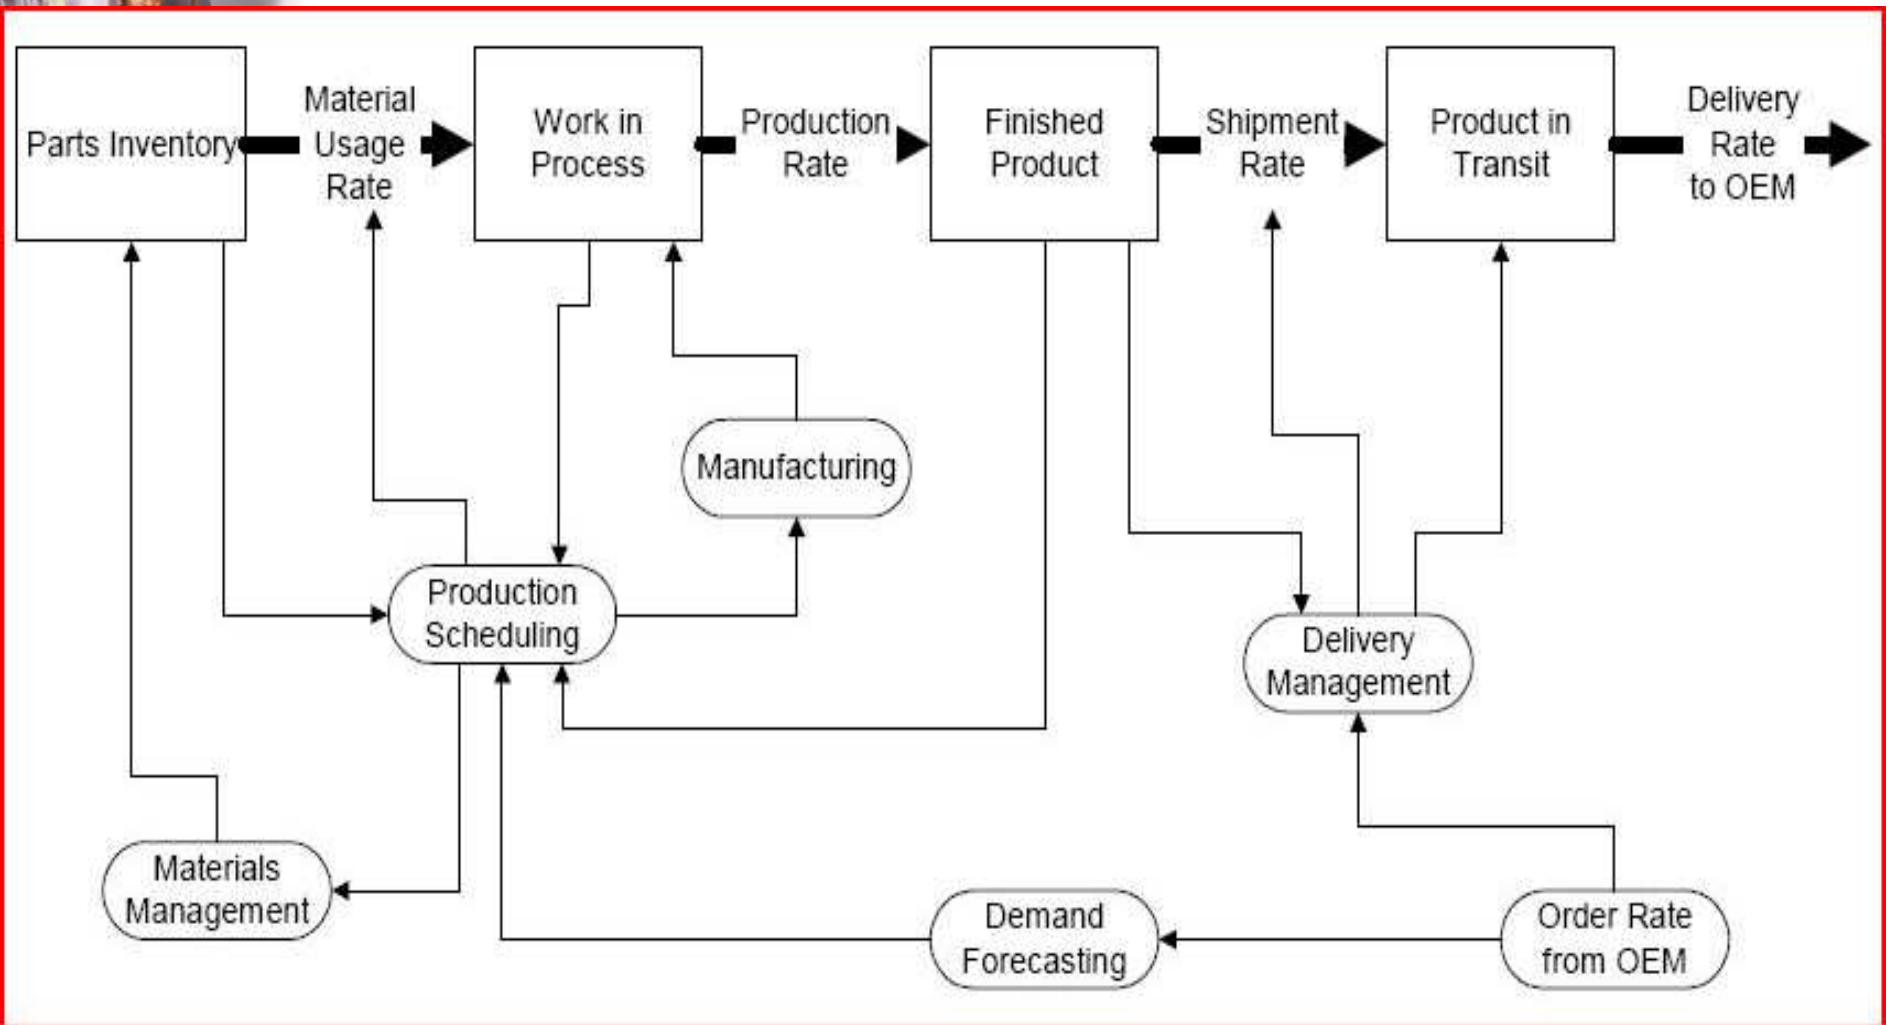 Parts Inventory
Material
Usage
Rate
Work in
Process
Production
Rate
Finished
Product
Shipment
Rate
Product in
Transit
Delivery
Rate
to OEM
Manufacturing
Production
Scheduling
Delivery
Management
Materials
Management
Demand
Forecasting
Order Rate
from OEM